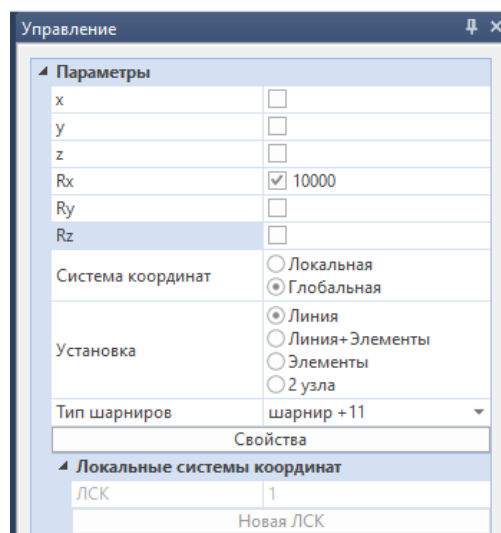 Управление
Параметры
x
y
z
Rx 10000
Ry
Rz
Система координат
Локальная
Глобальная
Установка
Линия
Линия+Элементы
Элементы
2 узла
Тип шарниров шарнир +11
Свойства
Локальные системы координат
ЛСК 1
Новая ЛСК